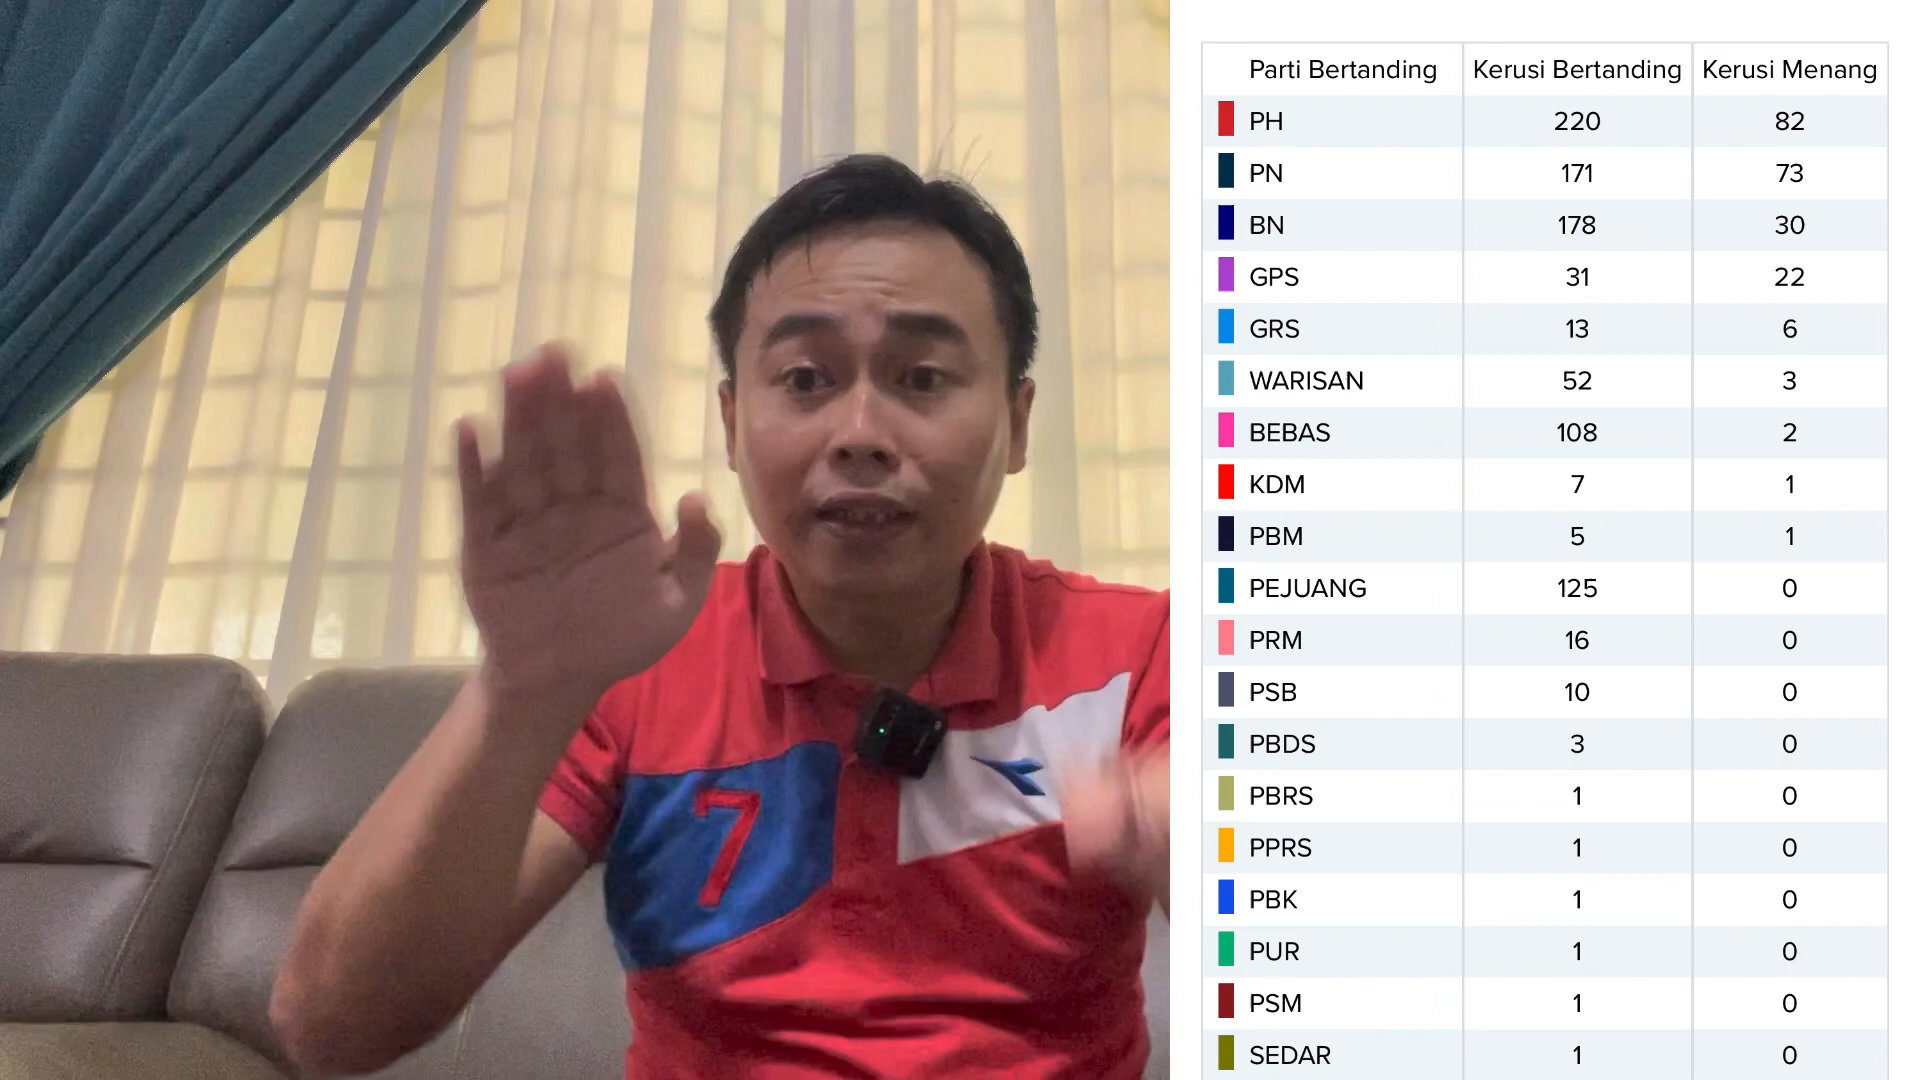 Parti Bertanding Kerusi Bertanding Kerusi Menang
PH 220 82
PN 171 73
BN 178 30
GPS 31 22
GRS 13 6
WARISAN 52 3
BEBAS 108 2
KDM 7 1
PBM 5 1
PEJUANG 125 0
PRM 16 0
PSB 10 0
PBDS 3 0
PBRS 1 0
PPRS 1 0
PBK 1 0
PUR 1 0
PSM 1 0
SEDAR 1 0
7